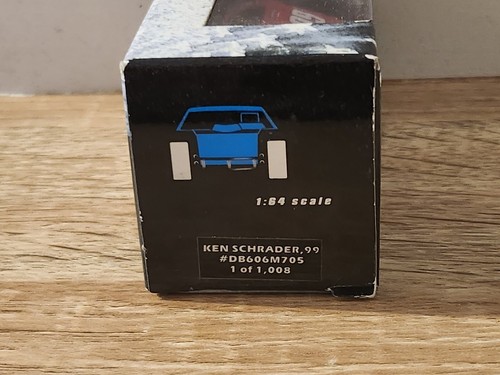 1:64 scale
KEN SCHRADER, 99
#DB606M705
1 of 1,008